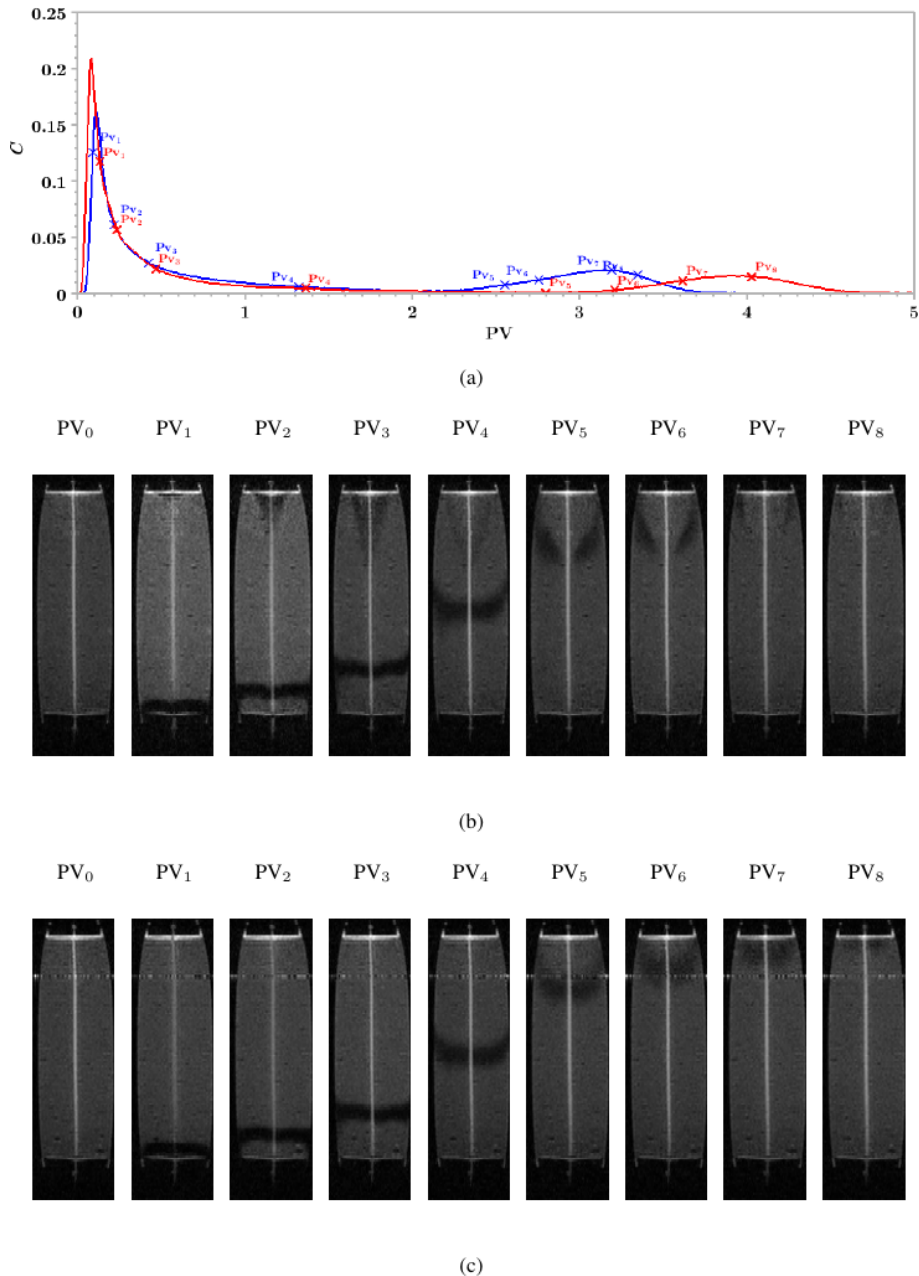 0.25
0.2
0.15
0.1
0.05
0
C
Pv₁
Pv₁
Pv₂
Pv₂
Pv₃
Pv₃
Pv₄
Pv₄
Pv₅
Pv₆
Pv₇
Pv₈
Pv₅
Pv₆
Pv₇
Pv₈
0 1 2 3 4 5
PV
(a)
PV₀ PV₁ PV₂ PV₃ PV₄ PV₅ PV₆ PV₇ PV₈
(b)
PV₀ PV₁ PV₂ PV₃ PV₄ PV₅ PV₆ PV₇ PV₈
(c)